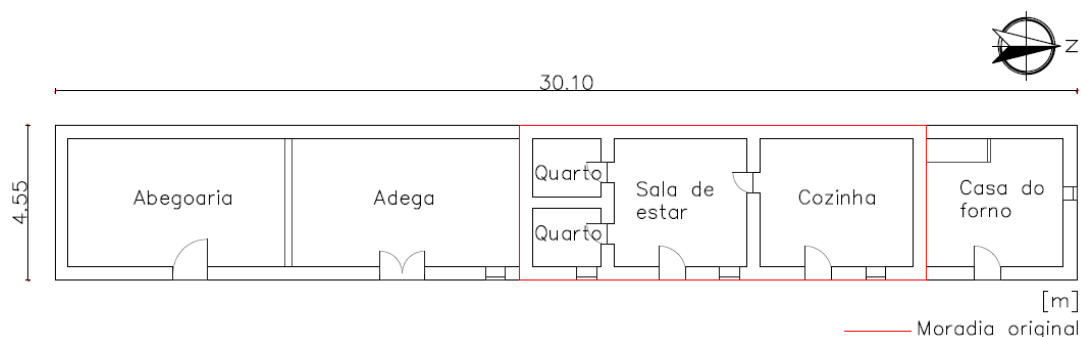 Z
30.10
4.55
Abegoaria
Adega
Quarto
Quarto
Sala de
estar
Cozinha
Casa do
forno
[m]
Moradia original